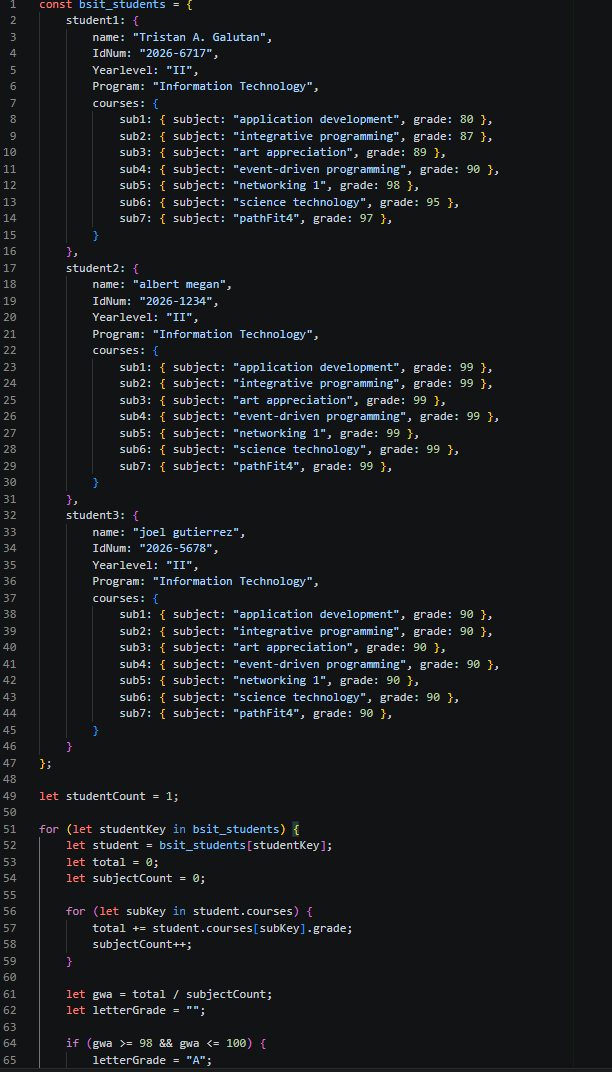 1 const bsit_students = {
2 student1: {
3 name: "Tristan A. Galutan",
4 IdNum: "2026-6717",
5 Yearlevel: "II",
6 Program: "Information Technology",
7 courses: {
8 sub1: { subject: "application development", grade: 80 },
9 sub2: { subject: "integrative programming", grade: 87 },
10 sub3: { subject: "art appreciation", grade: 89 },
11 sub4: { subject: "event-driven programming", grade: 90 },
12 sub5: { subject: "networking 1", grade: 98 },
13 sub6: { subject: "science technology", grade: 95 },
14 sub7: { subject: "pathFit4", grade: 97 },
15 }
16 },
17 student2: {
18 name: "albert megan",
19 IdNum: "2026-1234",
20 Yearlevel: "II",
21 Program: "Information Technology",
22 courses: {
23 sub1: { subject: "application development", grade: 99 },
24 sub2: { subject: "integrative programming", grade: 99 },
25 sub3: { subject: "art appreciation", grade: 99 },
26 sub4: { subject: "event-driven programming", grade: 99 },
27 sub5: { subject: "networking 1", grade: 99 },
28 sub6: { subject: "science technology", grade: 99 },
29 sub7: { subject: "pathFit4", grade: 99 },
30 }
31 },
32 student3: {
33 name: "joel gutierrez",
34 IdNum: "2026-5678",
35 Yearlevel: "II",
36 Program: "Information Technology",
37 courses: {
38 sub1: { subject: "application development", grade: 90 },
39 sub2: { subject: "integrative programming", grade: 90 },
40 sub3: { subject: "art appreciation", grade: 90 },
41 sub4: { subject: "event-driven programming", grade: 90 },
42 sub5: { subject: "networking 1", grade: 90 },
43 sub6: { subject: "science technology", grade: 90 },
44 sub7: { subject: "pathFit4", grade: 90 },
45 }
46 }
47 };
48
49 let studentCount = 1;
50
51 for (let studentKey in bsit_students) {
52 let student = bsit_students[studentKey];
53 let total = 0;
54 let subjectCount = 0;
55
56 for (let subKey in student.courses) {
57 total += student.courses[subKey].grade;
58 subjectCount++;
59 }
60
61 let gwa = total / subjectCount;
62 let letterGrade = "";
63
64 if (gwa >= 98 && gwa <= 100) {
65 letterGrade = "A";